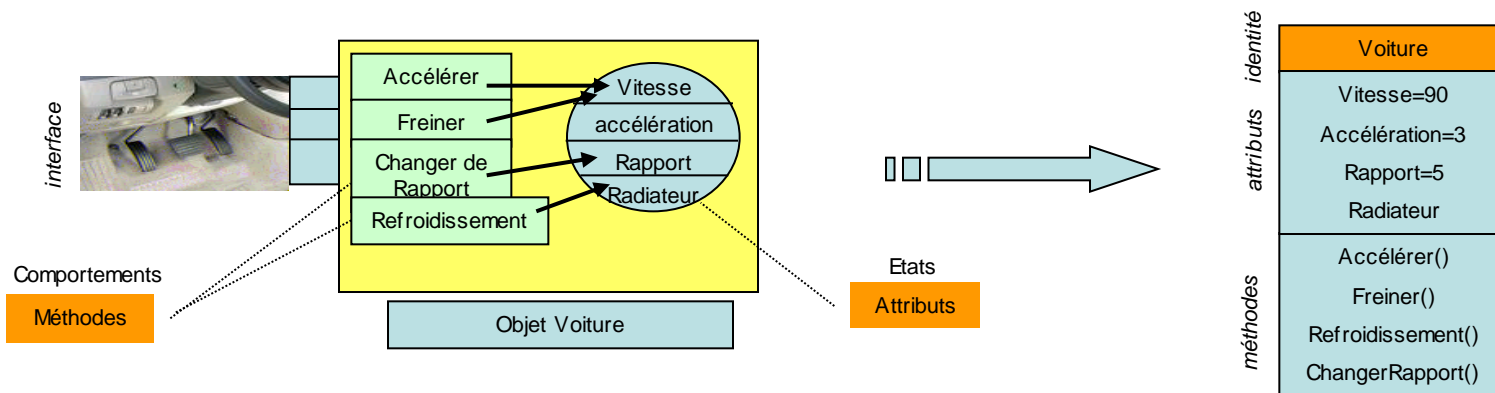 interface
Accélérer
Freiner
Changer de
Rapport
Refroidissement
Vitesse
accélération
Rapport
Radiateur
Comportements
Méthodes
Objet Voiture
Etats
Attributs
identité
Voiture
attributs
Vitesse=90
Accélération=3
Rapport=5
Radiateur
méthodes
Accélérer()
Freiner()
Refroidissement()
ChangerRapport()